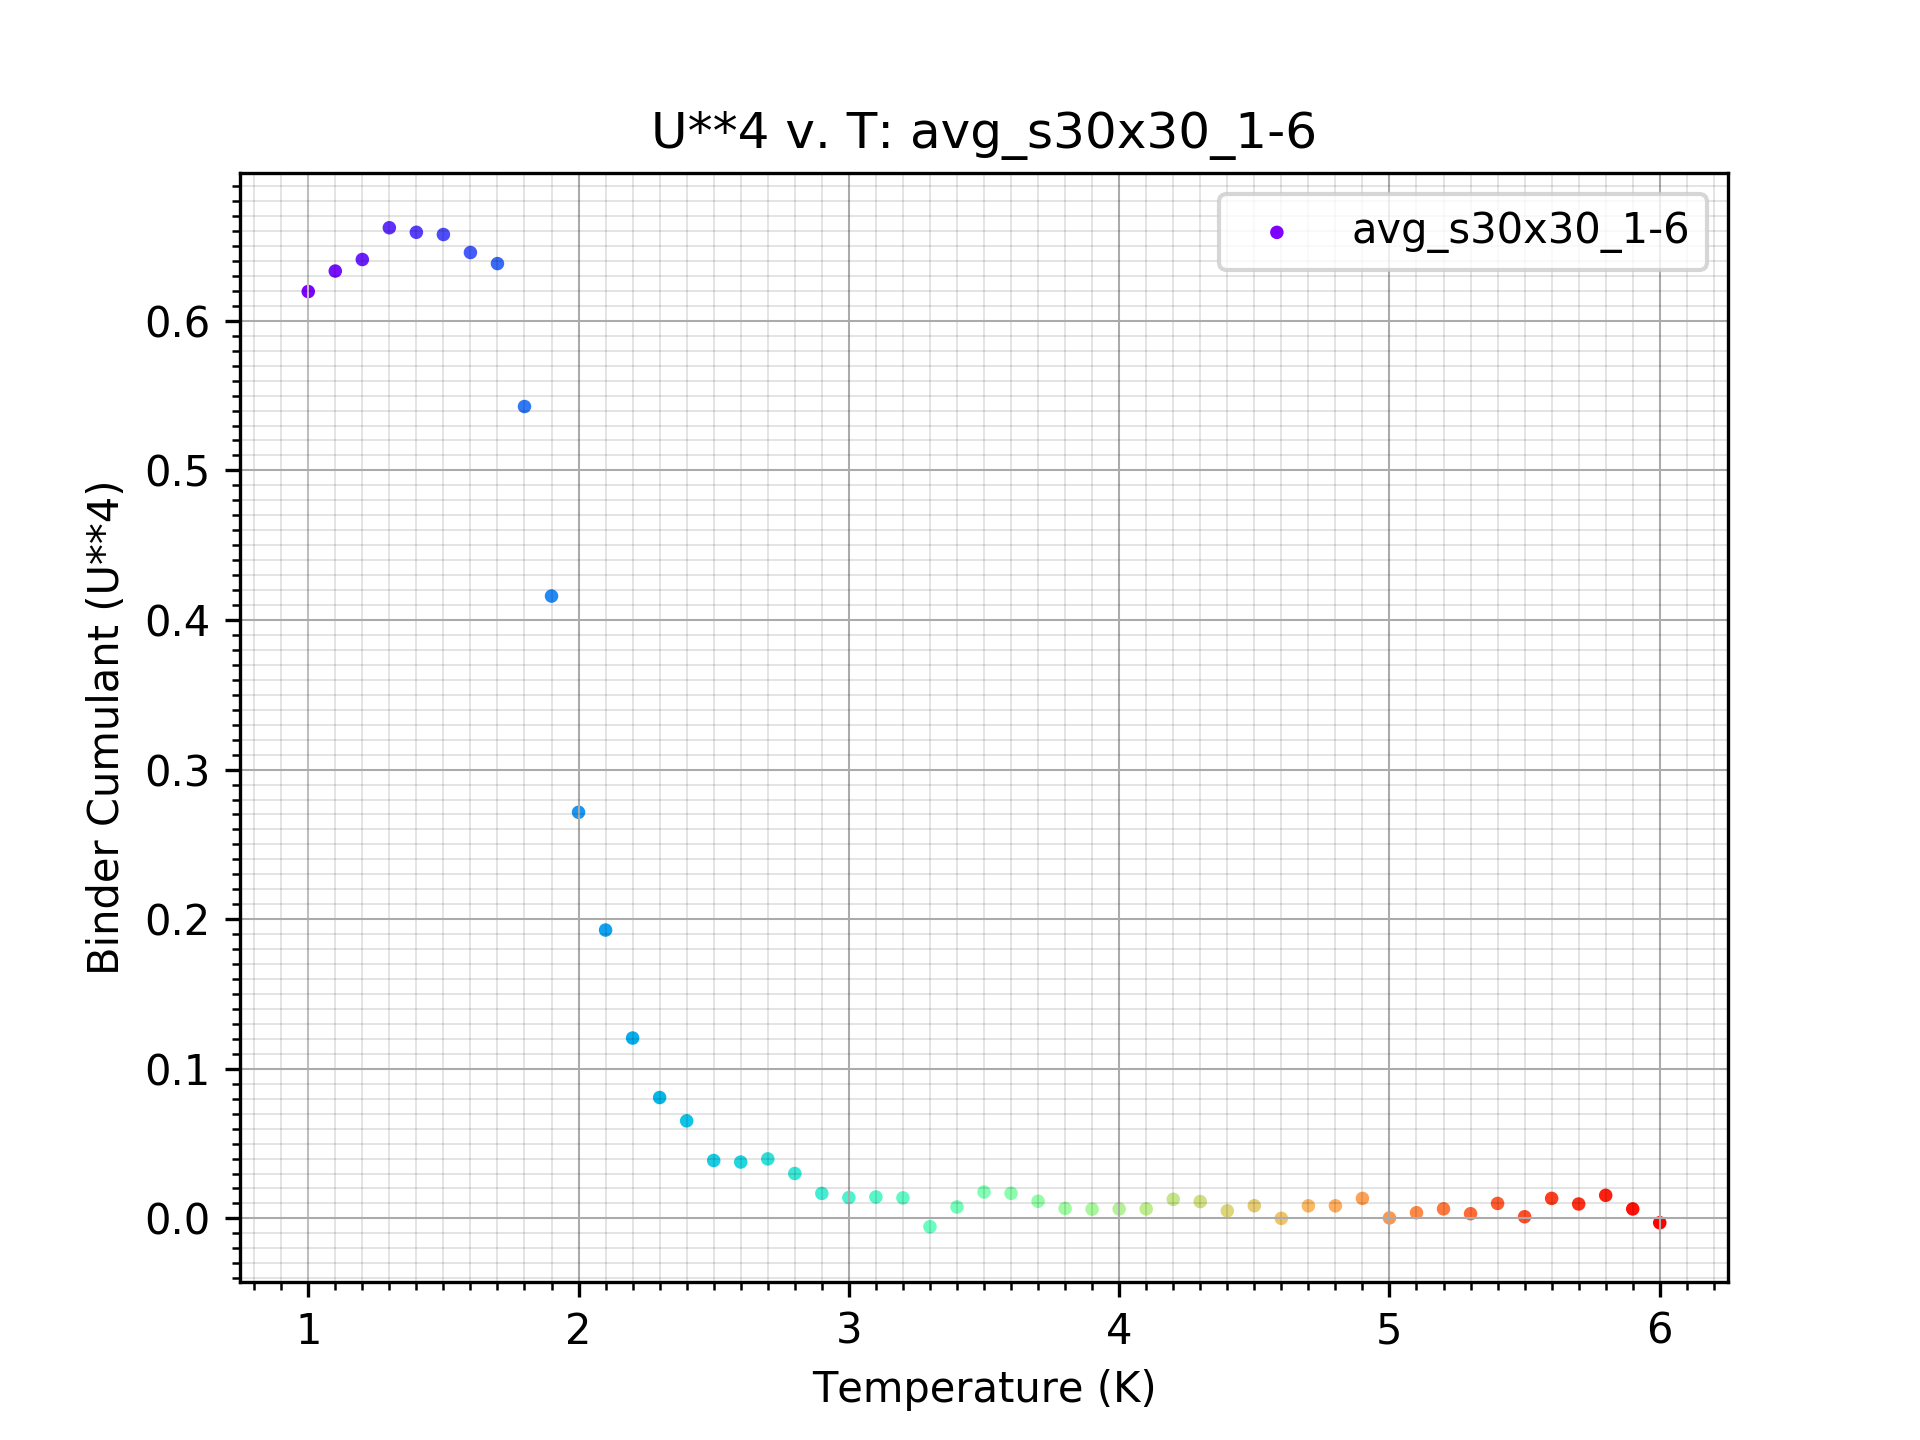 U**4 v. T: avg_s30x30_1-6
avg_s30x30_1-6
Binder Cumulant (U**4)
0.6
0.5
0.4
0.3
0.2
0.1
0.0
1 2 3 4 5 6
Temperature (K)